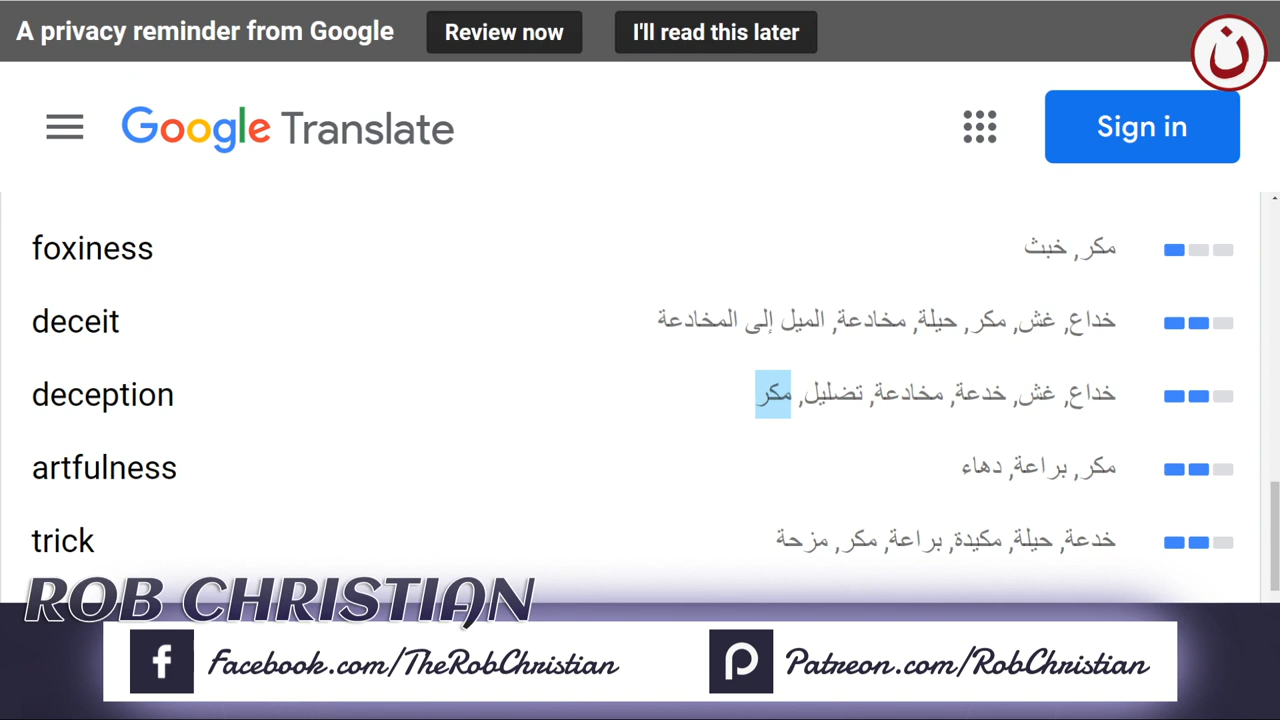 A privacy reminder from Google Review now I'll read this later
ن
Google Translate Sign in
foxiness مكر, خبث
deceit خداع, غش, مكر, حيلة, مخادعة, الميل إلى المخادعة
deception خداع, غش, خدعة, مخادعة, تضليل, مكر
artfulness مكر, براعة, دهاء
trick خدعة, حيلة, مكيدة, براعة, مكر, مزحة
ROB CHRISTIAN
f Facebook.com/TheRobChristian Patreon.com/RobChristian